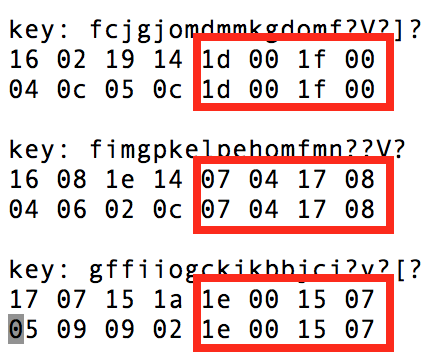 key: fcjgjomdmmkgdomf?V?]?
16 02 19 14 1d 00 1f 00
04 0c 05 0c 1d 00 1f 00
key: fimgpkelpehomfmn??V?
16 08 1e 14 07 04 17 08
04 06 02 0c 07 04 17 08
key: gffiiogckikbbjcj?v?[?
17 07 15 1a 1e 00 15 07
05 09 09 02 1e 00 15 07